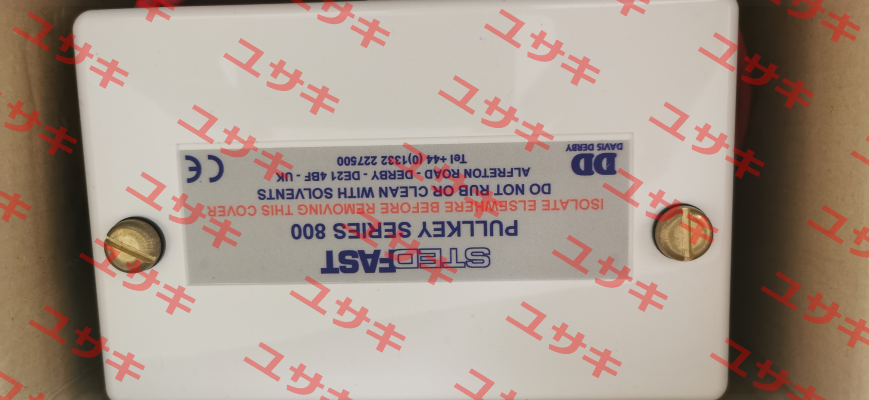 STEDFAST
PULLKEY SERIES 800
ISOLATE ELSEWHERE BEFORE REMOVING THIS COVER
DO NOT RUB OR CLEAN WITH SOLVENTS
ALFRETON ROAD - DERBY - DE21 4BF - UK
Tel +44 (0)1332 227500
DD
DAVIS DERBY
CE
ユサキ